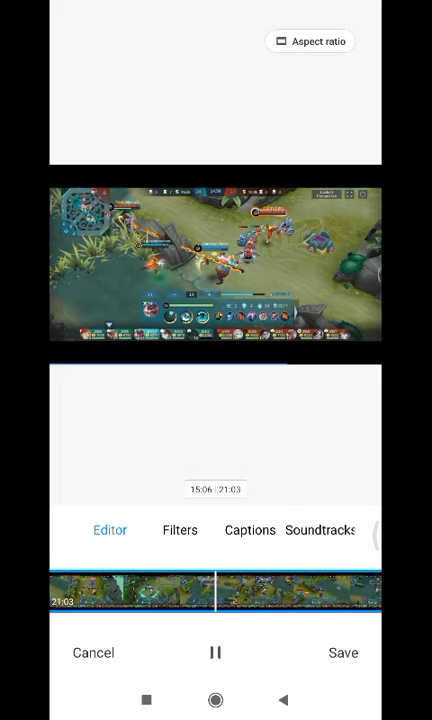 Aspect ratio
15:06 | 21:03
Editor Filters Captions Soundtracks
21:03
Cancel Save